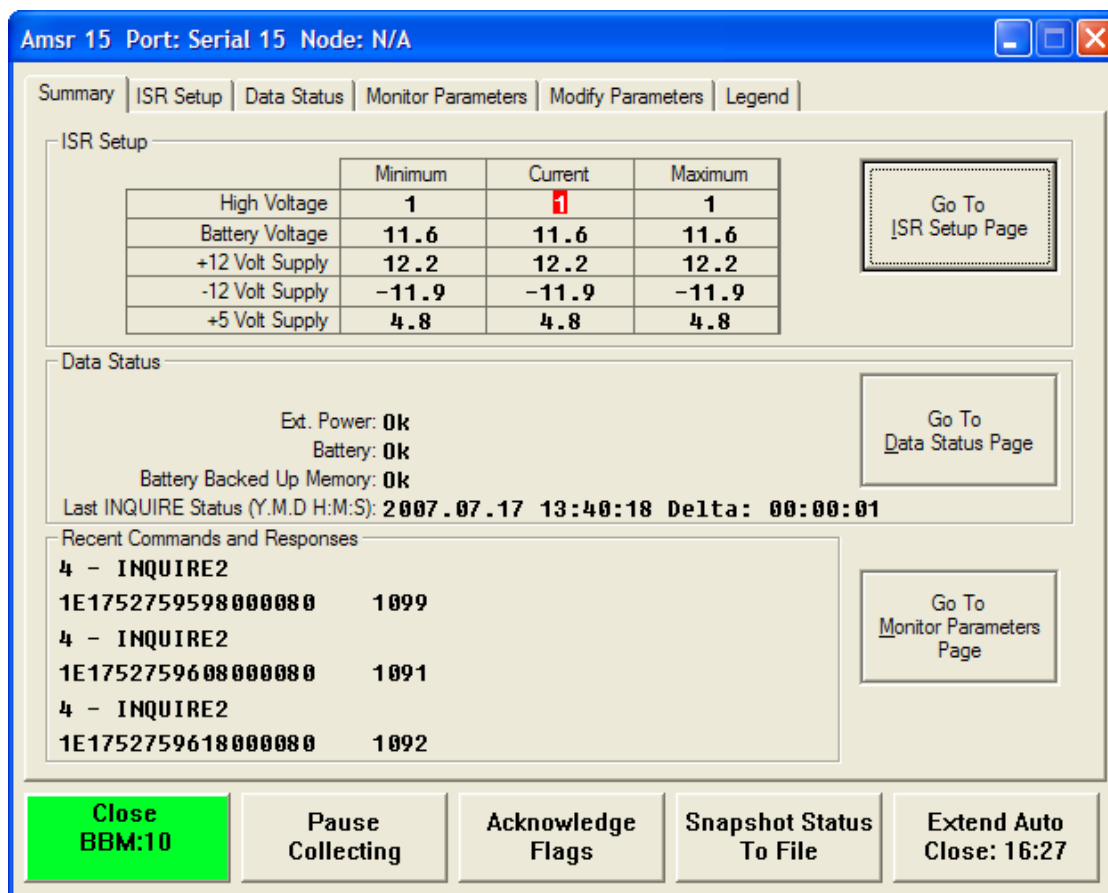 Amsr 15 Port: Serial 15 Node: N/A
Summary ISR Setup Data Status Monitor Parameters Modify Parameters Legend
ISR Setup
Minimum Current Maximum
High Voltage 1 1 1
Battery Voltage 11.6 11.6 11.6
+12 Volt Supply 12.2 12.2 12.2
-12 Volt Supply -11.9 -11.9 -11.9
+5 Volt Supply 4.8 4.8 4.8
Go To
ISR Setup Page
Data Status
Ext. Power: Ok
Battery: Ok
Battery Backed Up Memory: Ok
Last INQUIRE Status (Y.M.D H:M:S): 2007.07.17 13:40:18 Delta: 00:00:01
Go To
Data Status Page
Recent Commands and Responses
4 - INQUIRE2
1E1752759598000080 1099
4 - INQUIRE2
1E1752759608000080 1091
4 - INQUIRE2
1E1752759618000080 1092
Go To
Monitor Parameters
Page
Close
BBM:10
Pause
Collecting
Acknowledge
Flags
Snapshot Status
To File
Extend Auto
Close: 16:27